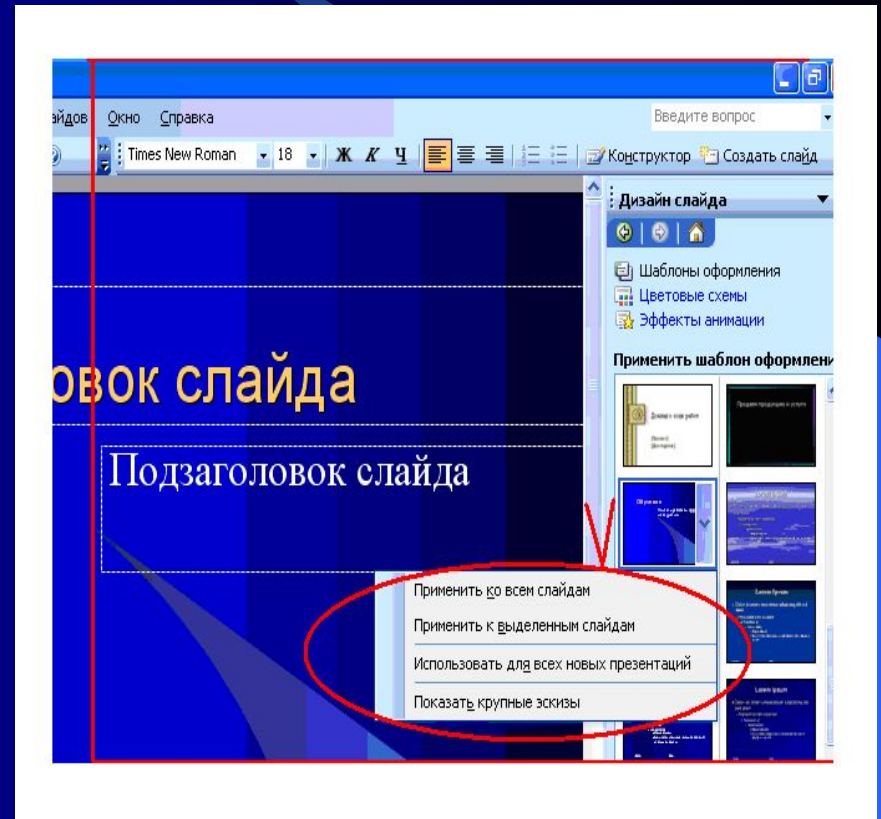 айдов Окно Справка
Введите вопрос
Times New Roman 18 Ж К Ч Конструктор Создать слайд
Дизайн слайда
Шаблоны оформления
Цветовые схемы
Эффекты анимации
Применить шаблон оформлени
овок слайда
Подзаголовок слайда
Применить ко всем слайдам
Применить к выделенным слайдам
Использовать для всех новых презентаций
Показать крупные эскизы